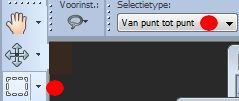 Voorinst.:
Selectietype:
Van punt tot punt